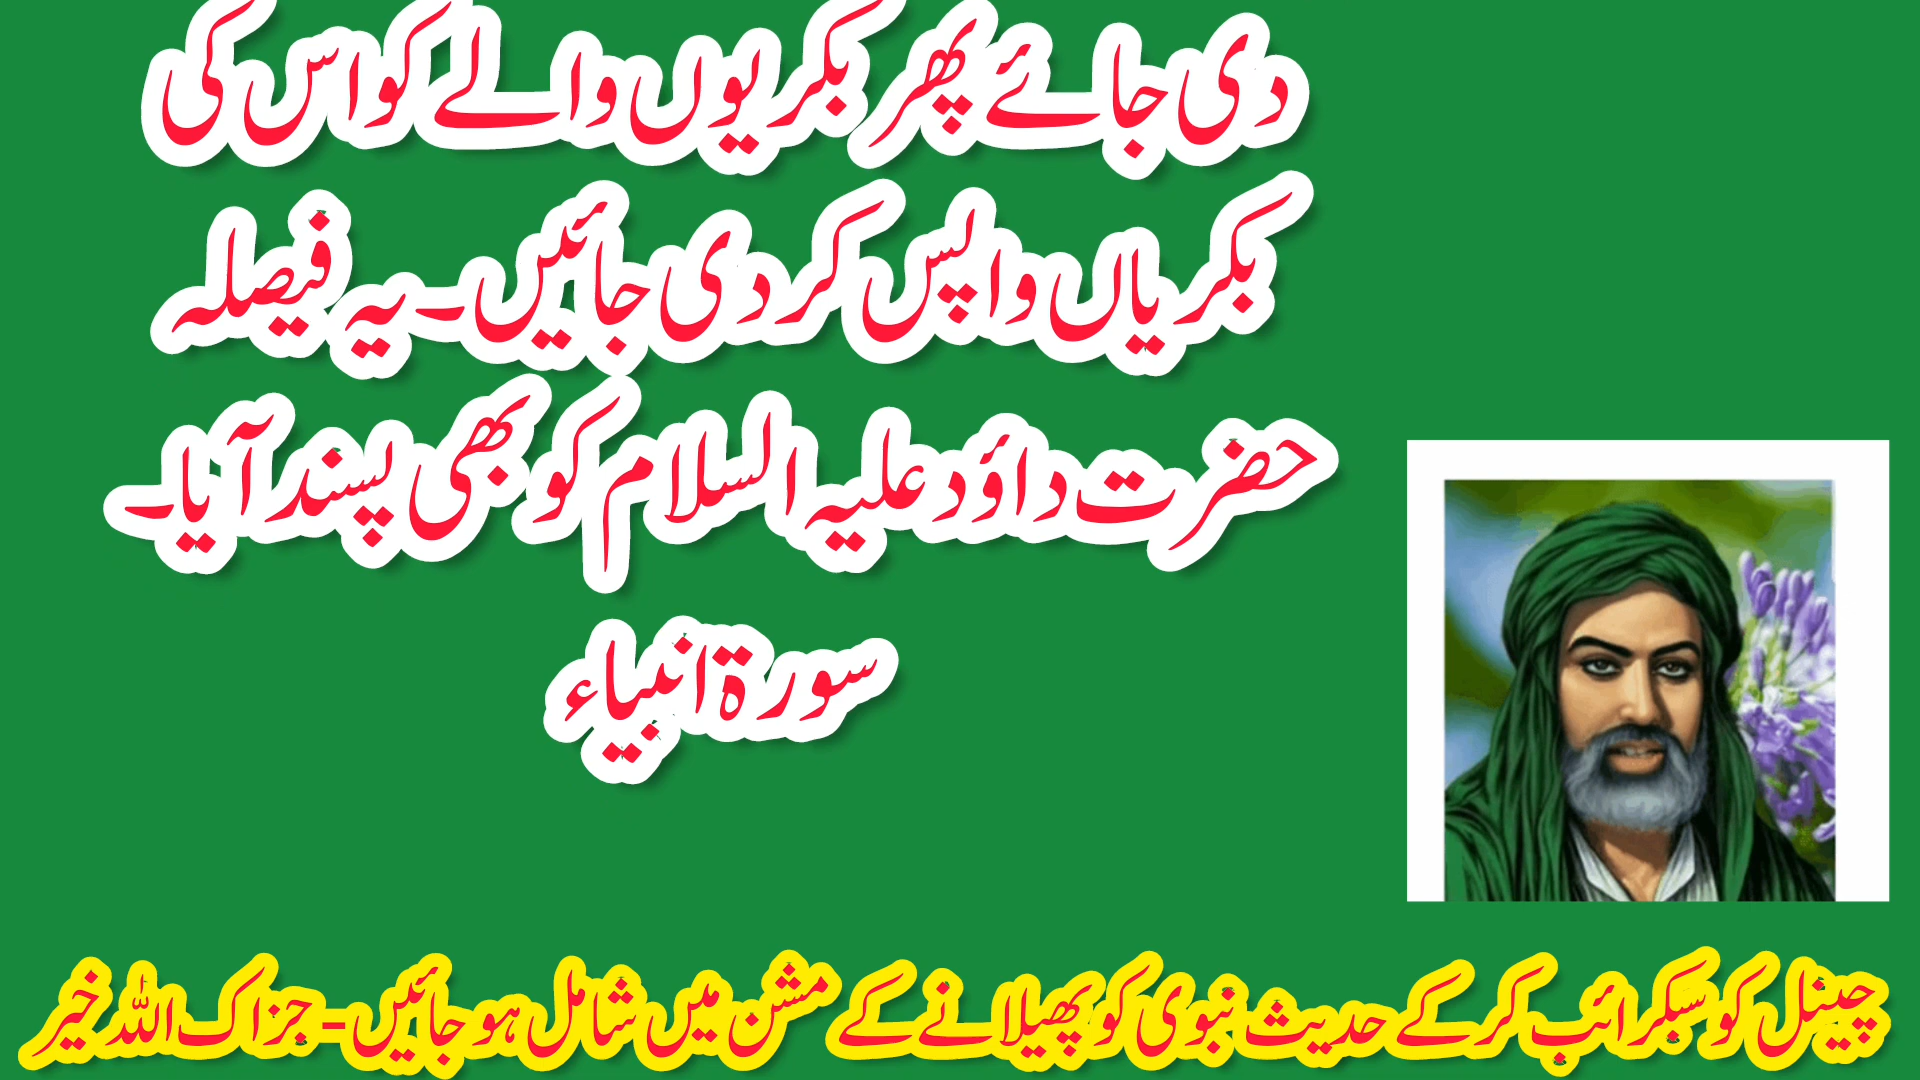 دی جائے پھر بکریوں والے کو اس کی
بکریاں واپس کر دی جائیں۔ یہ فیصلہ
حضرت داؤد علیہ السلام کو بھی پسند آیا۔
سورۃ انبیاء
چینل کو سبکرائب کر کے حدیث نبوی کو پھیلانے کے مشن میں شامل ہو جائیں - جزاک اللہ خیر